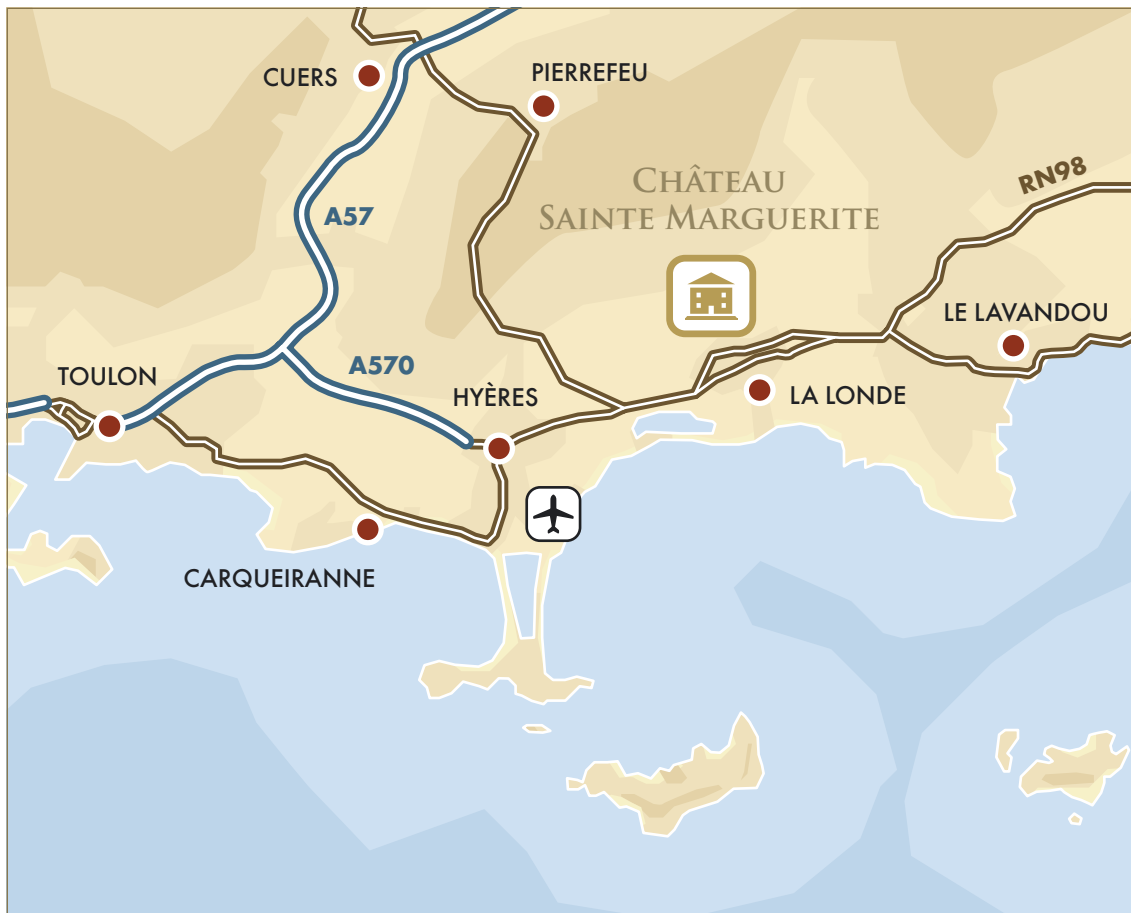 CUERS
PIERREFEU
CHÂTEAU
SAINTE MARGUERITE
RN98
A57
LE LAVANDOU
A570
TOULON
HYÈRES
LA LONDE
CARQUEIRANNE